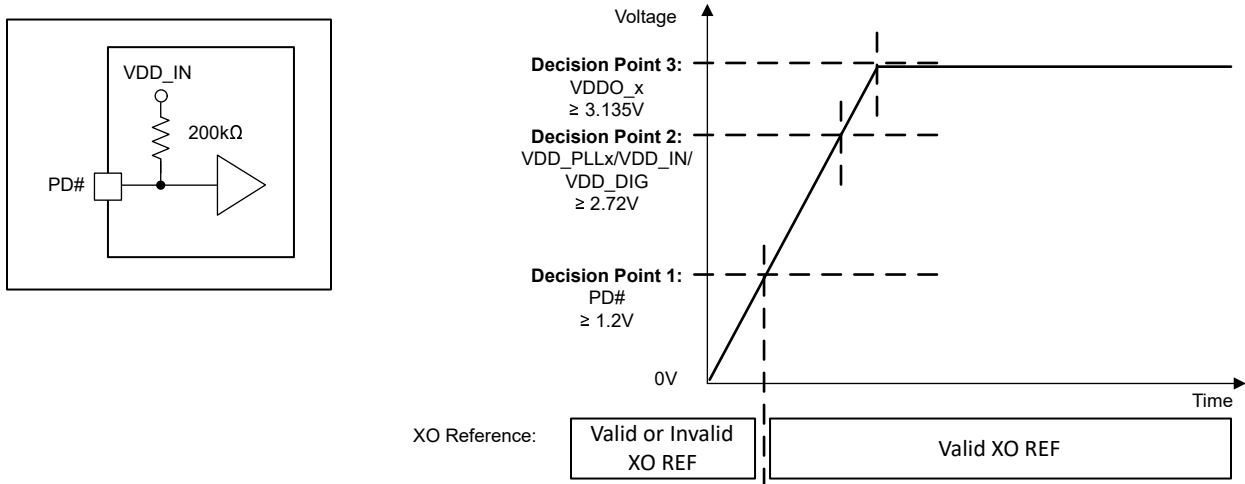 VDD_IN
200kΩ
PD#
Voltage
Decision Point 3:
VDDO_x
≥ 3.135V
Decision Point 2:
VDD_PLLx/VDD_IN/
VDD_DIG
≥ 2.72V
Decision Point 1:
PD#
≥ 1.2V
0V
Time
XO Reference:
Valid or Invalid
XO REF
Valid XO REF